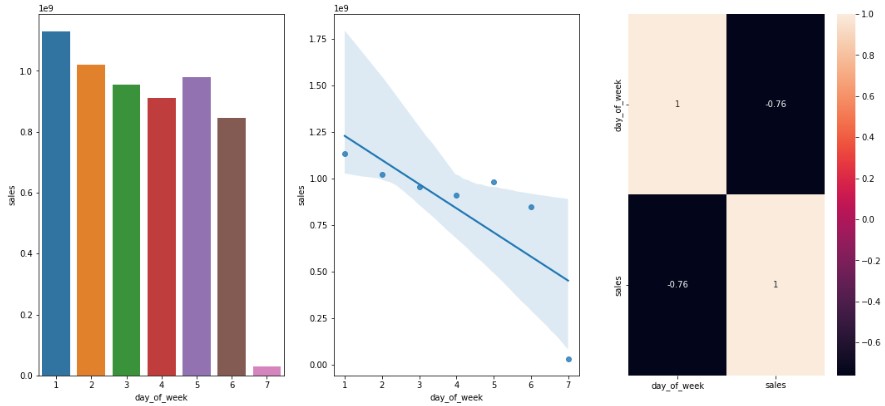 1e9
1.0
0.8
0.6
0.4
0.2
0.0
sales
1 2 3 4 5 6 7
day_of_week
1e9
1.75
1.50
1.25
1.00
0.75
0.50
0.25
0.00
sales
1 2 3 4 5 6 7
day_of_week
day_of_week
sales
1 -0.76
-0.76 1
day_of_week sales
1.0
0.8
0.6
0.4
0.2
0.0
−0.2
−0.4
−0.6